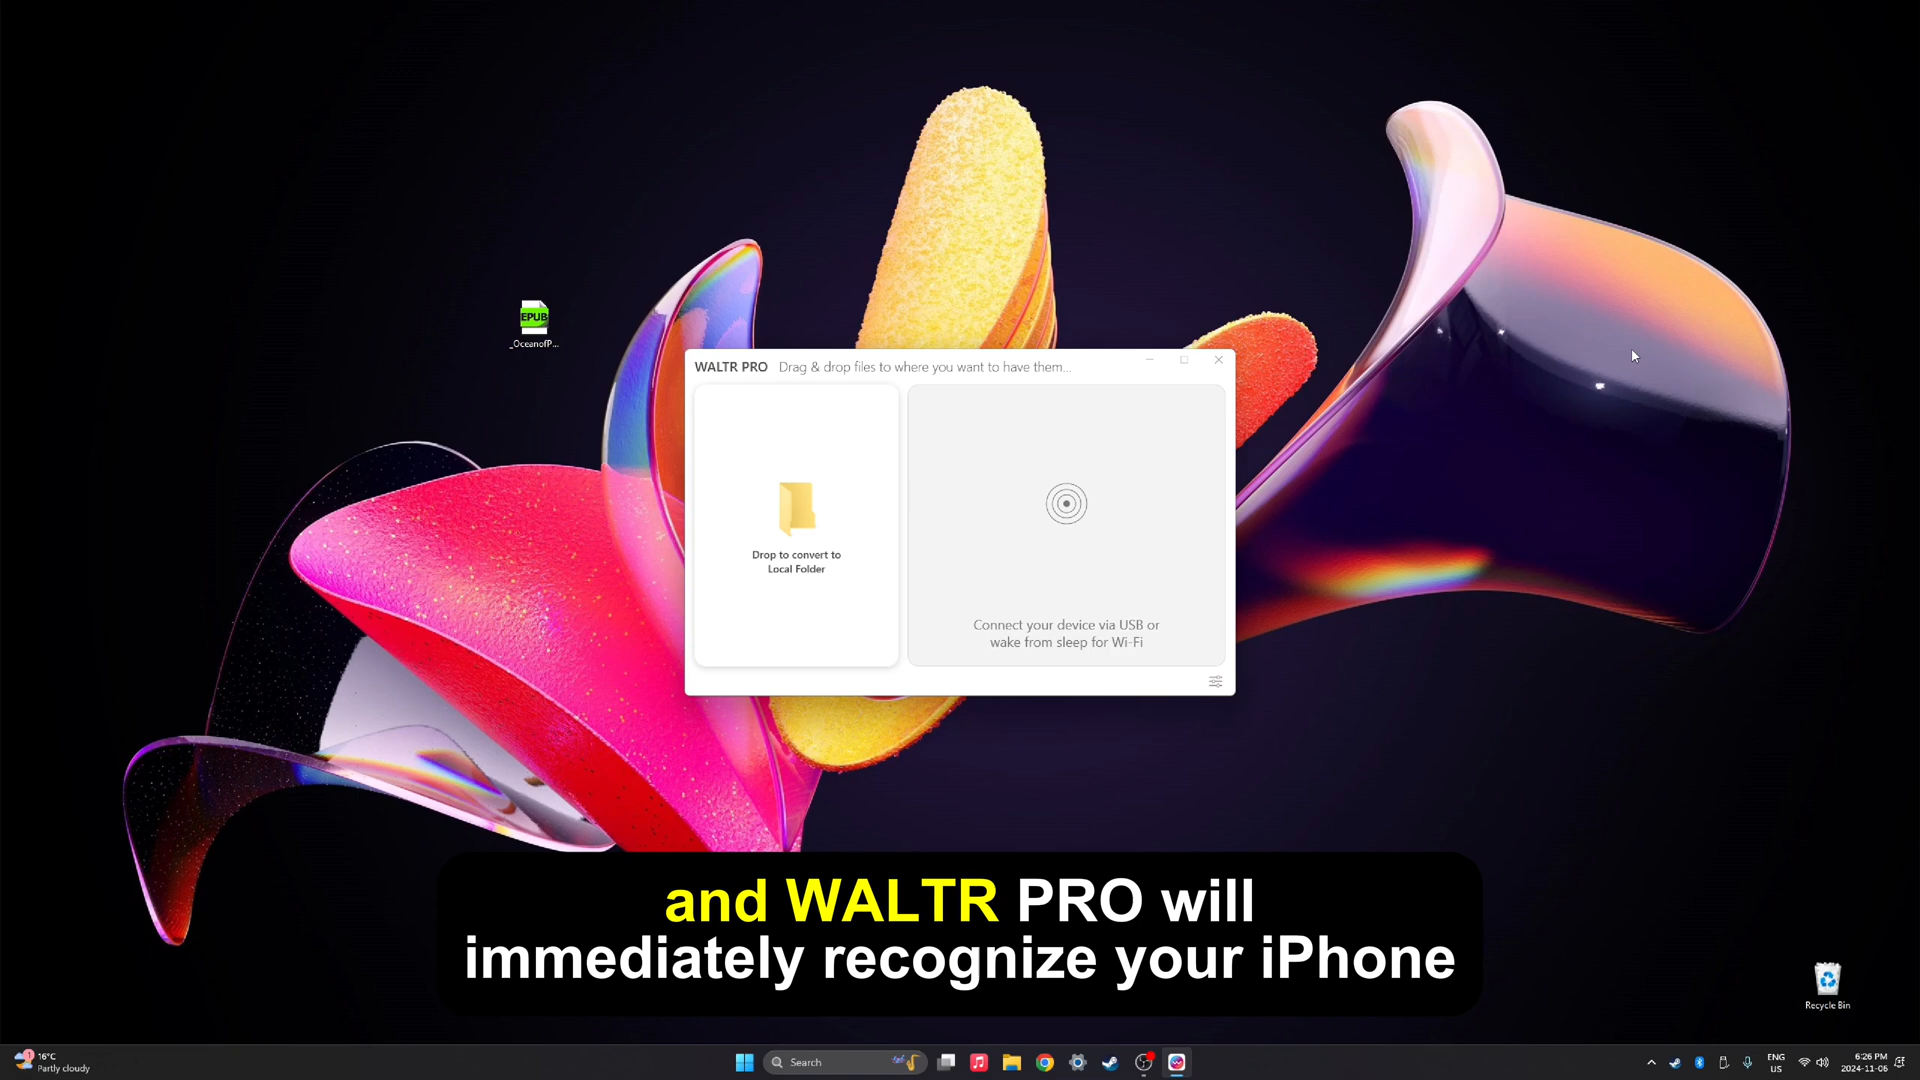 EPUB
_OceanofP...
WALTR PRO Drag & drop files to where you want to have them...
Drop to convert to
Local Folder
Connect your device via USB or
wake from sleep for Wi-Fi
and WALTR PRO will
immediately recognize your iPhone
Recycle Bin
1
16°C
Partly cloudy
Search
ENG
US
6:26 PM
2024-11-06